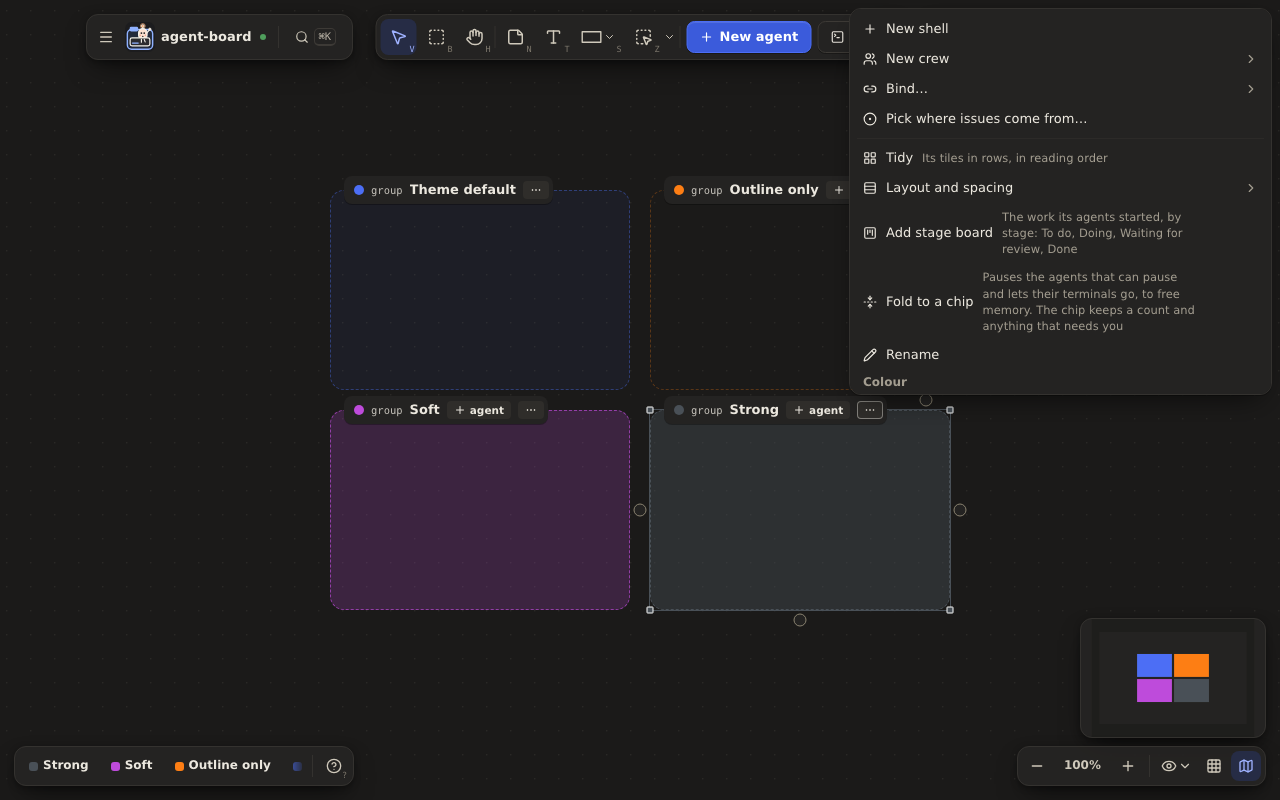 agent-board
⌘K
V
B
H
N
T
S
Z
+ New agent
New shell
New crew
Bind…
Pick where issues come from…
Tidy Its tiles in rows, in reading order
Layout and spacing
Add stage board
The work its agents started, by
stage: To do, Doing, Waiting for
review, Done
Fold to a chip
Pauses the agents that can pause
and lets their terminals go, to free
memory. The chip keeps a count and
anything that needs you
Rename
Colour
group Theme default ···
group Outline only +
group Soft + agent ···
group Strong + agent ···
Strong
Soft
Outline only
?
− 100% +